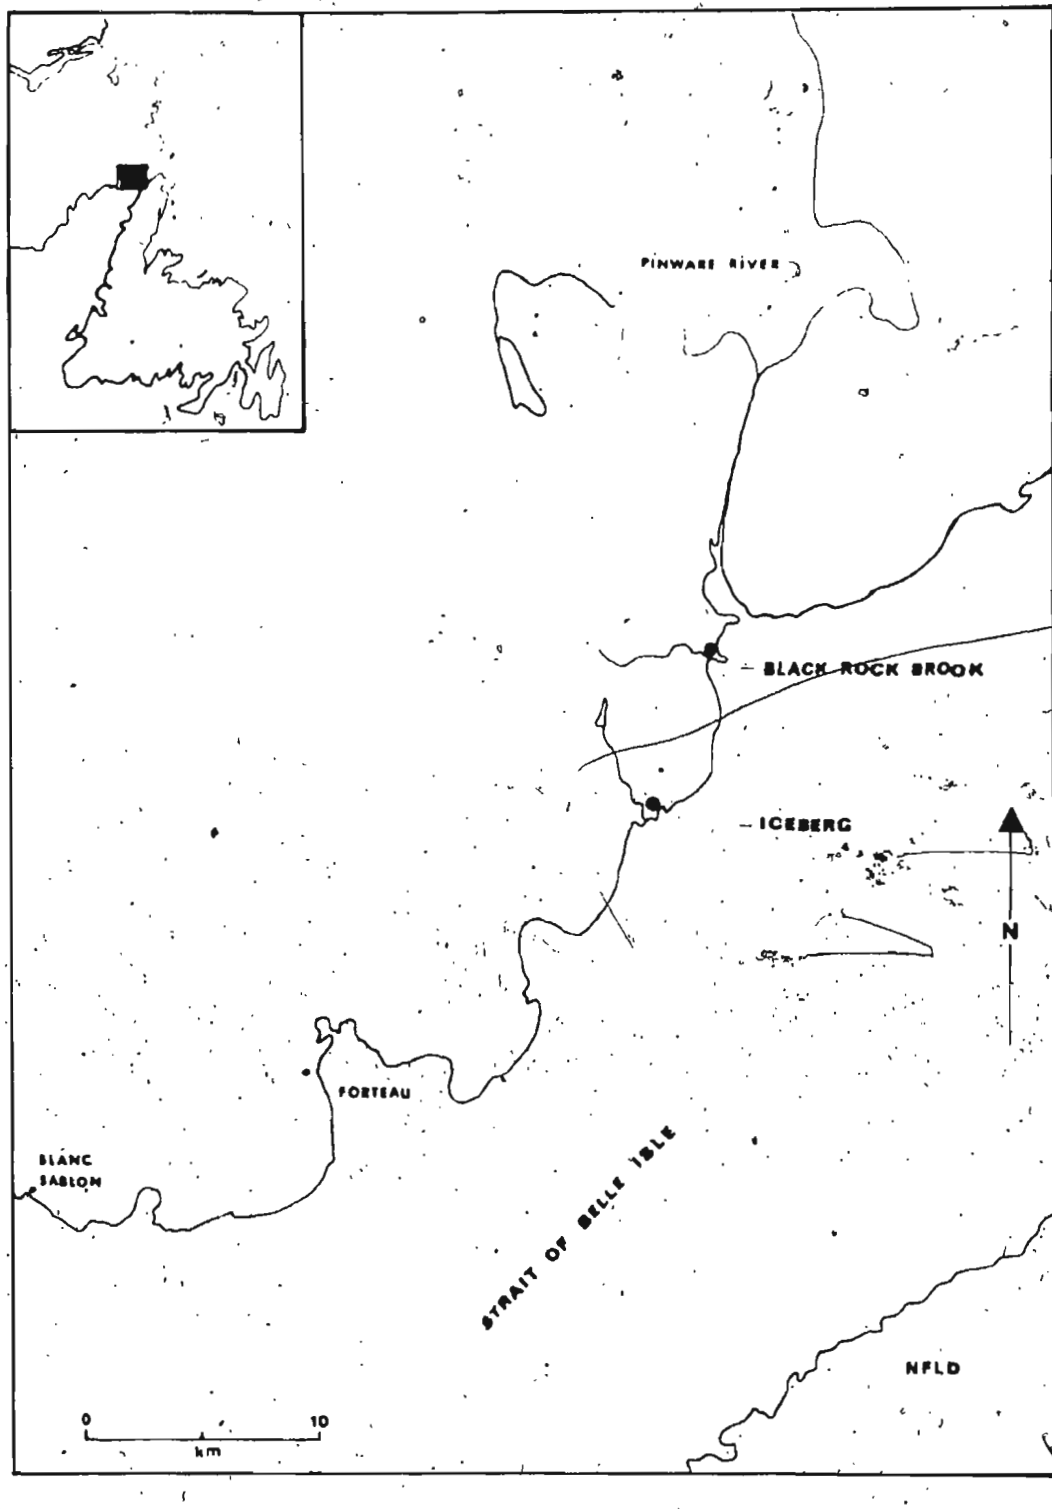 PINWARE RIVER
BLACK ROCK BROOK
ICEBERG
N
FORTEAU
BLANC
SABLON
STRAIT OF BELLE ISLE
NFLD
0 10
km